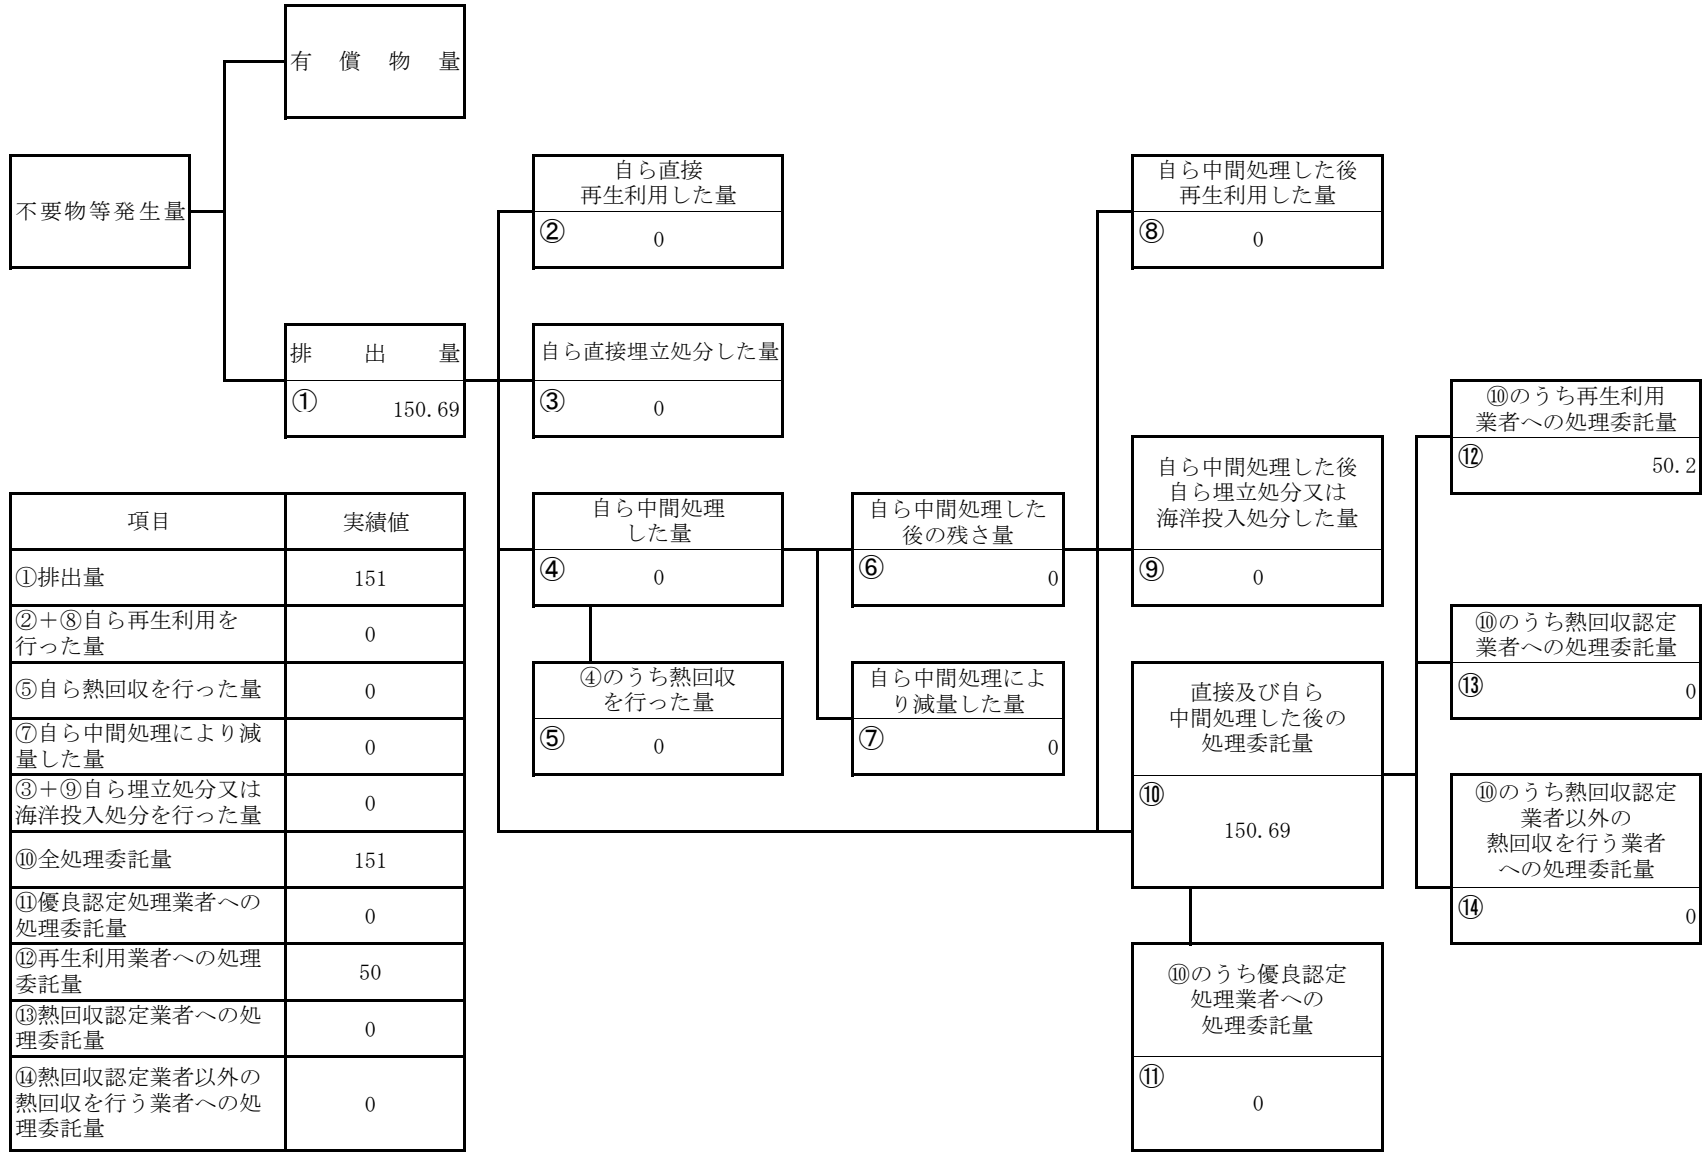 有償物量
不要物等発生量
排出量
①
150.69
自ら直接
再生利用した量
②
0
自ら直接埋立処分した量
③
0
自ら中間処理
した量
④
0
④のうち熱回収
を行った量
⑤
0
自ら中間処理した
後の残さ量
⑥
0
自ら中間処理によ
り減量した量
⑦
0
自ら中間処理した後
再生利用した量
⑧
0
自ら中間処理した後
自ら埋立処分又は
海洋投入処分した量
⑨
0
直接及び自ら
中間処理した後の
処理委託量
⑩
150.69
⑩のうち優良認定
処理業者への
処理委託量
⑪
0
⑩のうち再生利用
業者への処理委託量
⑫
50.2
⑩のうち熱回収認定
業者への処理委託量
⑬
0
⑩のうち熱回収認定
業者以外の
熱回収を行う業者
への処理委託量
⑭
0
項目 実績値
①排出量 151
②＋⑧自ら再生利用を
行った量 0
⑤自ら熱回収を行った量 0
⑦自ら中間処理により減
量した量 0
③＋⑨自ら埋立処分又は
海洋投入処分を行った量 0
⑩全処理委託量 151
⑪優良認定処理業者への
処理委託量 0
⑫再生利用業者への処理
委託量 50
⑬熱回収認定業者への処
理委託量 0
⑭熱回収認定業者以外の
熱回収を行う業者への処 0
理委託量